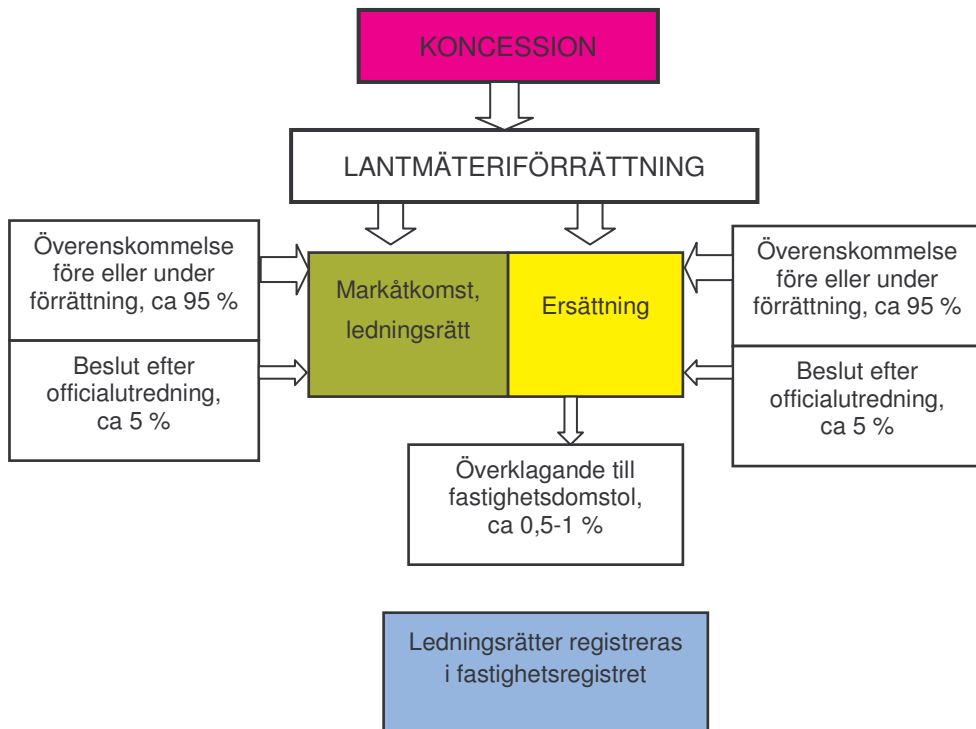 KONCESSION
LANTMÄTERIFÖRRÄTTNING
Överenskommelse
före eller under
förrättning, ca 95 %
Beslut efter
officialutredning,
ca 5 %
Markåtkomst,
ledningsrätt
Ersättning
Överenskommelse
före eller under
förrättning, ca 95 %
Beslut efter
officialutredning,
ca 5 %
Överklagande till
fastighetsdomstol,
ca 0,5-1 %
Ledningsrätter registreras
i fastighetsregistret